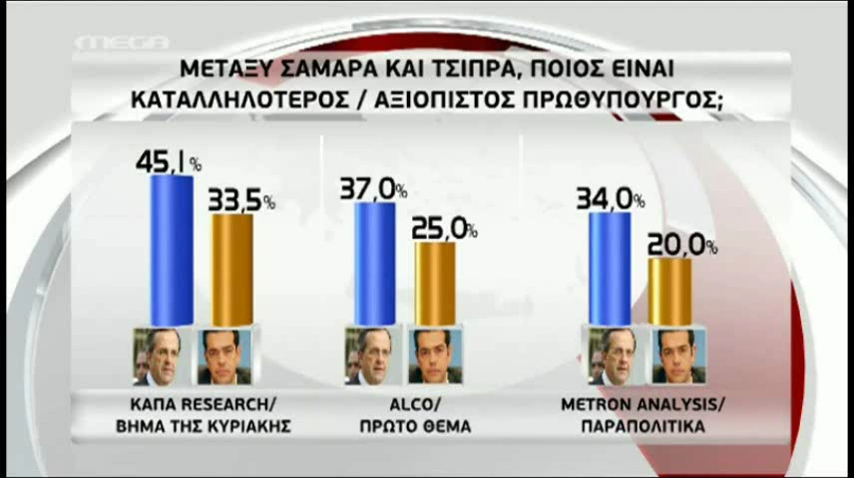 MEGA
ΜΕΤΑΞΥ ΣΑΜΑΡΑ ΚΑΙ ΤΣΙΠΡΑ, ΠΟΙΟΣ ΕΙΝΑΙ
ΚΑΤΑΛΛΗΛΟΤΕΡΟΣ / ΑΞΙΟΠΙΣΤΟΣ ΠΡΩΘΥΠΟΥΡΓΟΣ;
45,1% 33,5% 37,0% 25,0% 34,0% 20,0%
ΚΑΠΑ RESEARCH/
ΒΗΜΑ ΤΗΣ ΚΥΡΙΑΚΗΣ
ALCO/
ΠΡΩΤΟ ΘΕΜΑ
METRON ANALYSIS/
ΠΑΡΑΠΟΛΙΤΙΚΑ